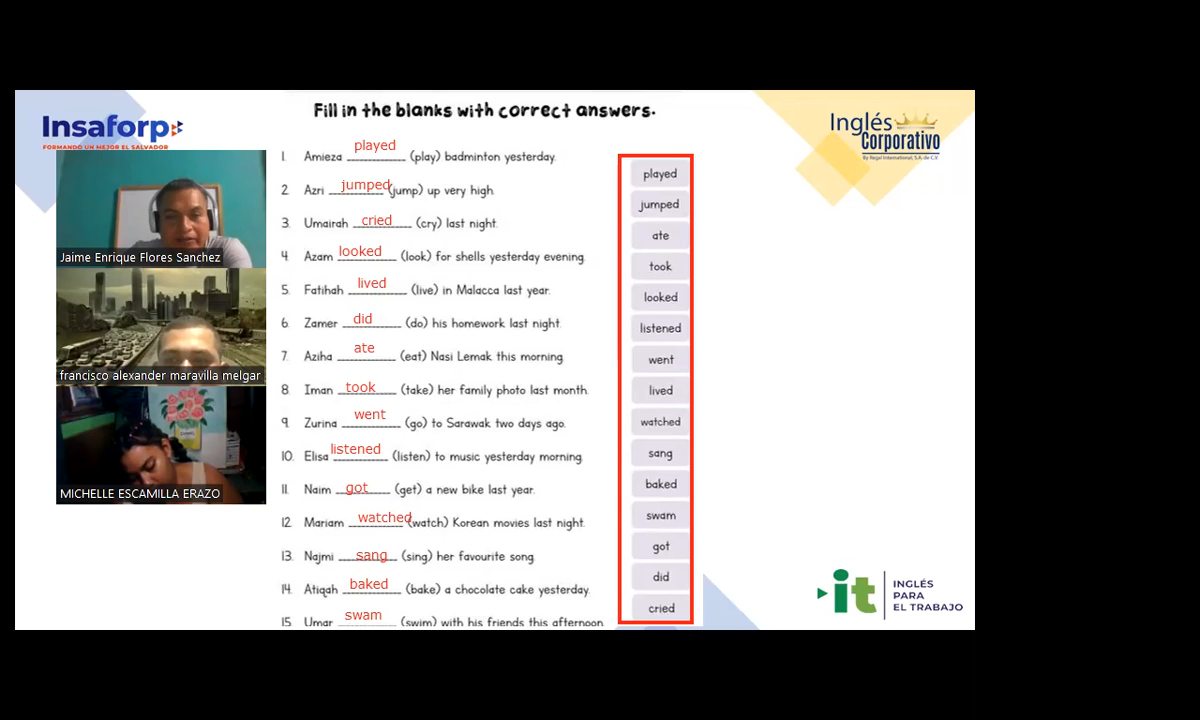 Fill in the blanks with correct answers.
Insaforp
FORMANDO UN MEJOR EL SALVADOR
Inglés
Corporativo
By Regal International, S.A. de C.V.
Jaime Enrique Flores Sanchez
francisco alexander maravilla melgar
MICHELLE ESCAMILLA ERAZO
1. Amieza played (play) badminton yesterday.
2. Azri jumped (jump) up very high.
3. Umairah cried (cry) last night.
4. Azam looked (look) for shells yesterday evening.
5. Fatihah lived (live) in Malacca last year.
6. Zamer did (do) his homework last night.
7. Aziha ate (eat) Nasi Lemak this morning.
8. Iman took (take) her family photo last month.
9. Zurina went (go) to Sarawak two days ago.
10. Elisa listened (listen) to music yesterday morning.
11. Naim got (get) a new bike last year.
12. Mariam watched (watch) Korean movies last night.
13. Najmi sang (sing) her favourite song.
14. Atiqah baked (bake) a chocolate cake yesterday.
15. Umar swam (swim) with his friends this afternoon.
played
jumped
ate
took
looked
listened
went
lived
watched
sang
baked
swam
got
did
cried
it
INGLÉS
PARA
EL TRABAJO